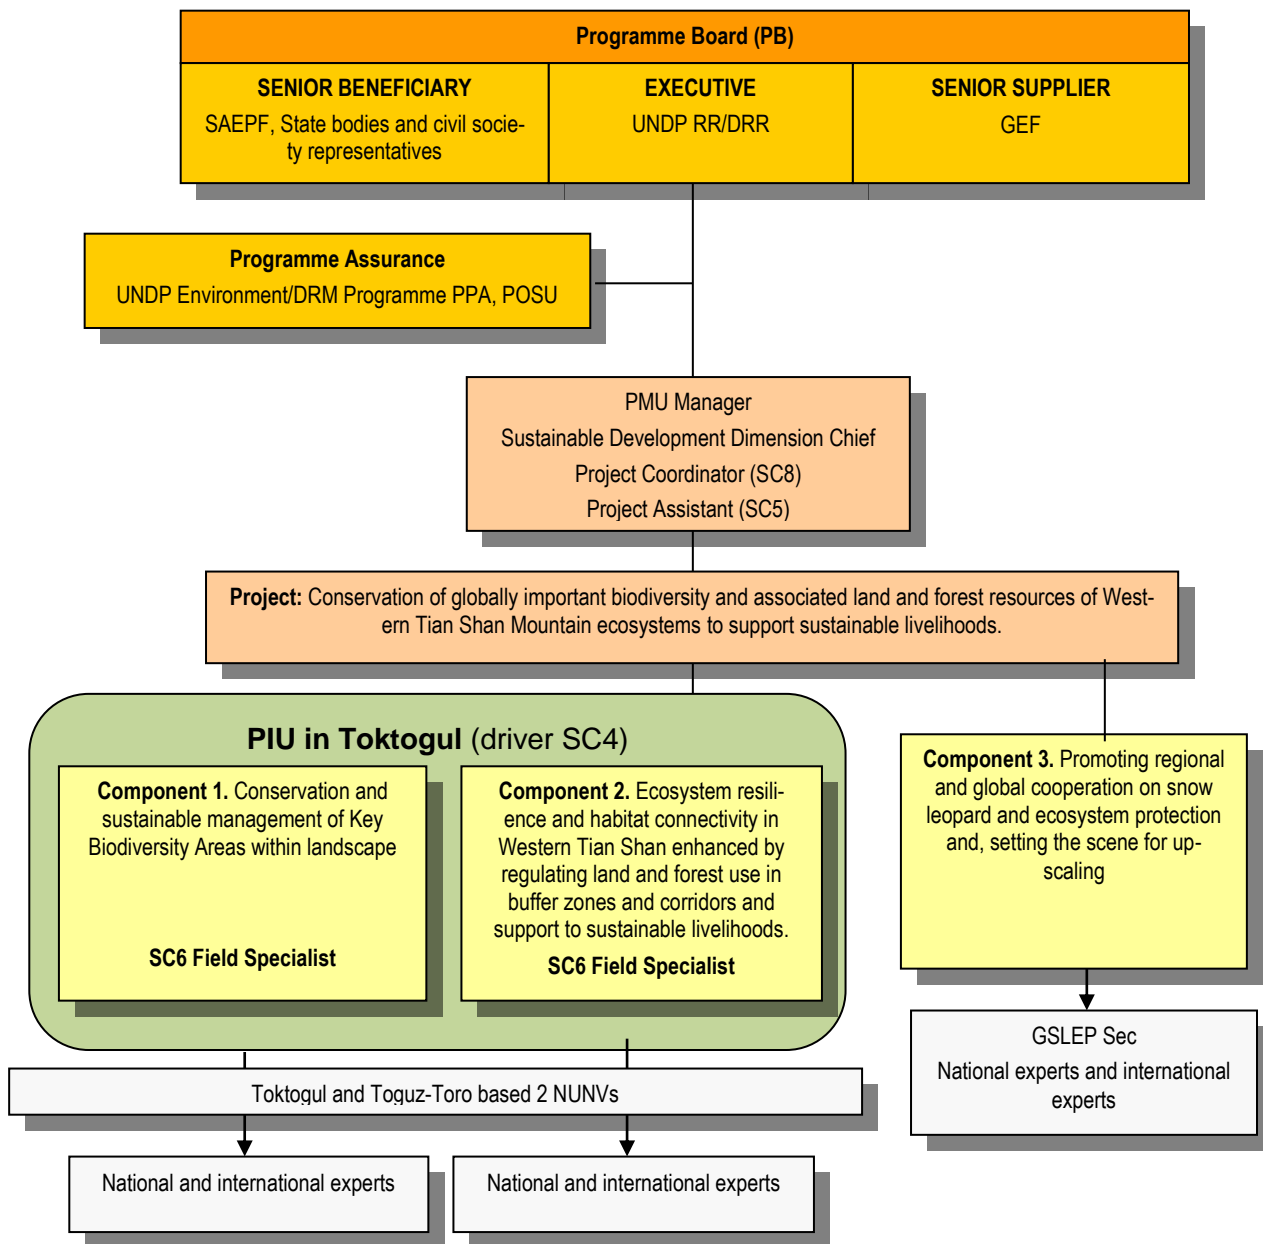 Programme Board (PB)
SENIOR BENEFICIARY
SAEPF, State bodies and civil socie-
ty representatives
EXECUTIVE
UNDP RR/DRR
SENIOR SUPPLIER
GEF
Programme Assurance
UNDP Environment/DRM Programme PPA, POSU
PMU Manager
Sustainable Development Dimension Chief
Project Coordinator (SC8)
Project Assistant (SC5)
Project: Conservation of globally important biodiversity and associated land and forest resources of West-
ern Tian Shan Mountain ecosystems to support sustainable livelihoods.
PIU in Toktogul (driver SC4)
Component 1. Conservation and
sustainable management of Key
Biodiversity Areas within landscape
SC6 Field Specialist
Component 2. Ecosystem resili-
ence and habitat connectivity in
Western Tian Shan enhanced by
regulating land and forest use in
buffer zones and corridors and
support to sustainable livelihoods.
SC6 Field Specialist
Component 3. Promoting regional
and global cooperation on snow
leopard and ecosystem protection
and, setting the scene for up-
scaling
GSLEP Sec
National experts and international
experts
Toktogul and Toguz-Toro based 2 NUNVs
National and international experts
National and international experts